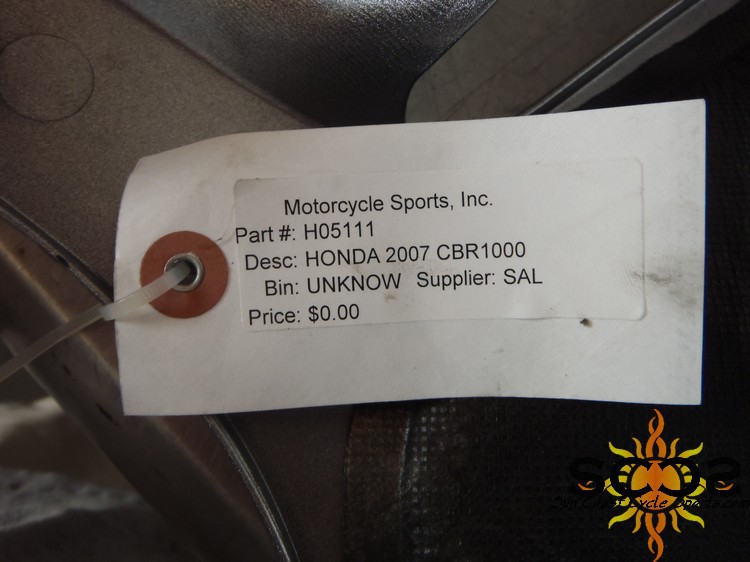 Motorcycle Sports, Inc.
Part #: H05111
Desc: HONDA 2007 CBR1000
Bin: UNKNOW Supplier: SAL
Price: $0.00